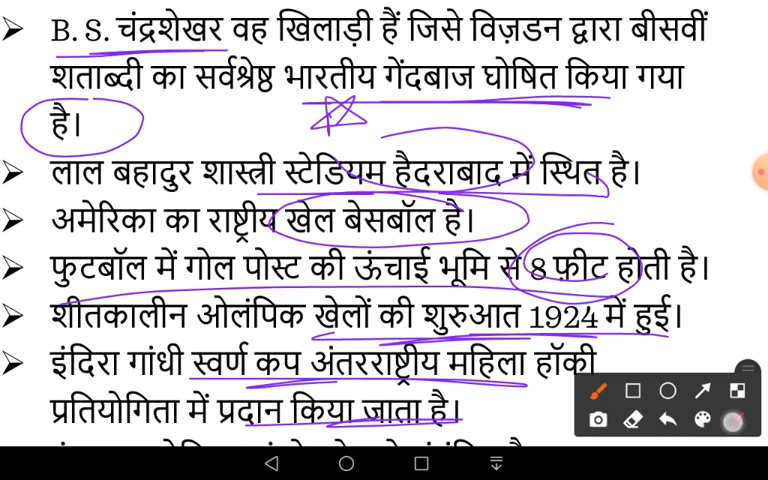 ➤ B. S. चंद्रशेखर वह खिलाड़ी हैं जिसे विज़डन द्वारा बीसवीं
शताब्दी का सर्वश्रेष्ठ भारतीय गेंदबाज घोषित किया गया
है।
➤ लाल बहादुर शास्त्री स्टेडियम हैदराबाद में स्थित है।
➤ अमेरिका का राष्ट्रीय खेल बेसबॉल है।
➤ फुटबॉल में गोल पोस्ट की ऊंचाई भूमि से 8 फ़ीट होती है।
➤ शीतकालीन ओलंपिक खेलों की शुरुआत 1924 में हुई।
➤ इंदिरा गांधी स्वर्ण कप अंतरराष्ट्रीय महिला हॉकी
प्रतियोगिता में प्रदान किया जाता है।